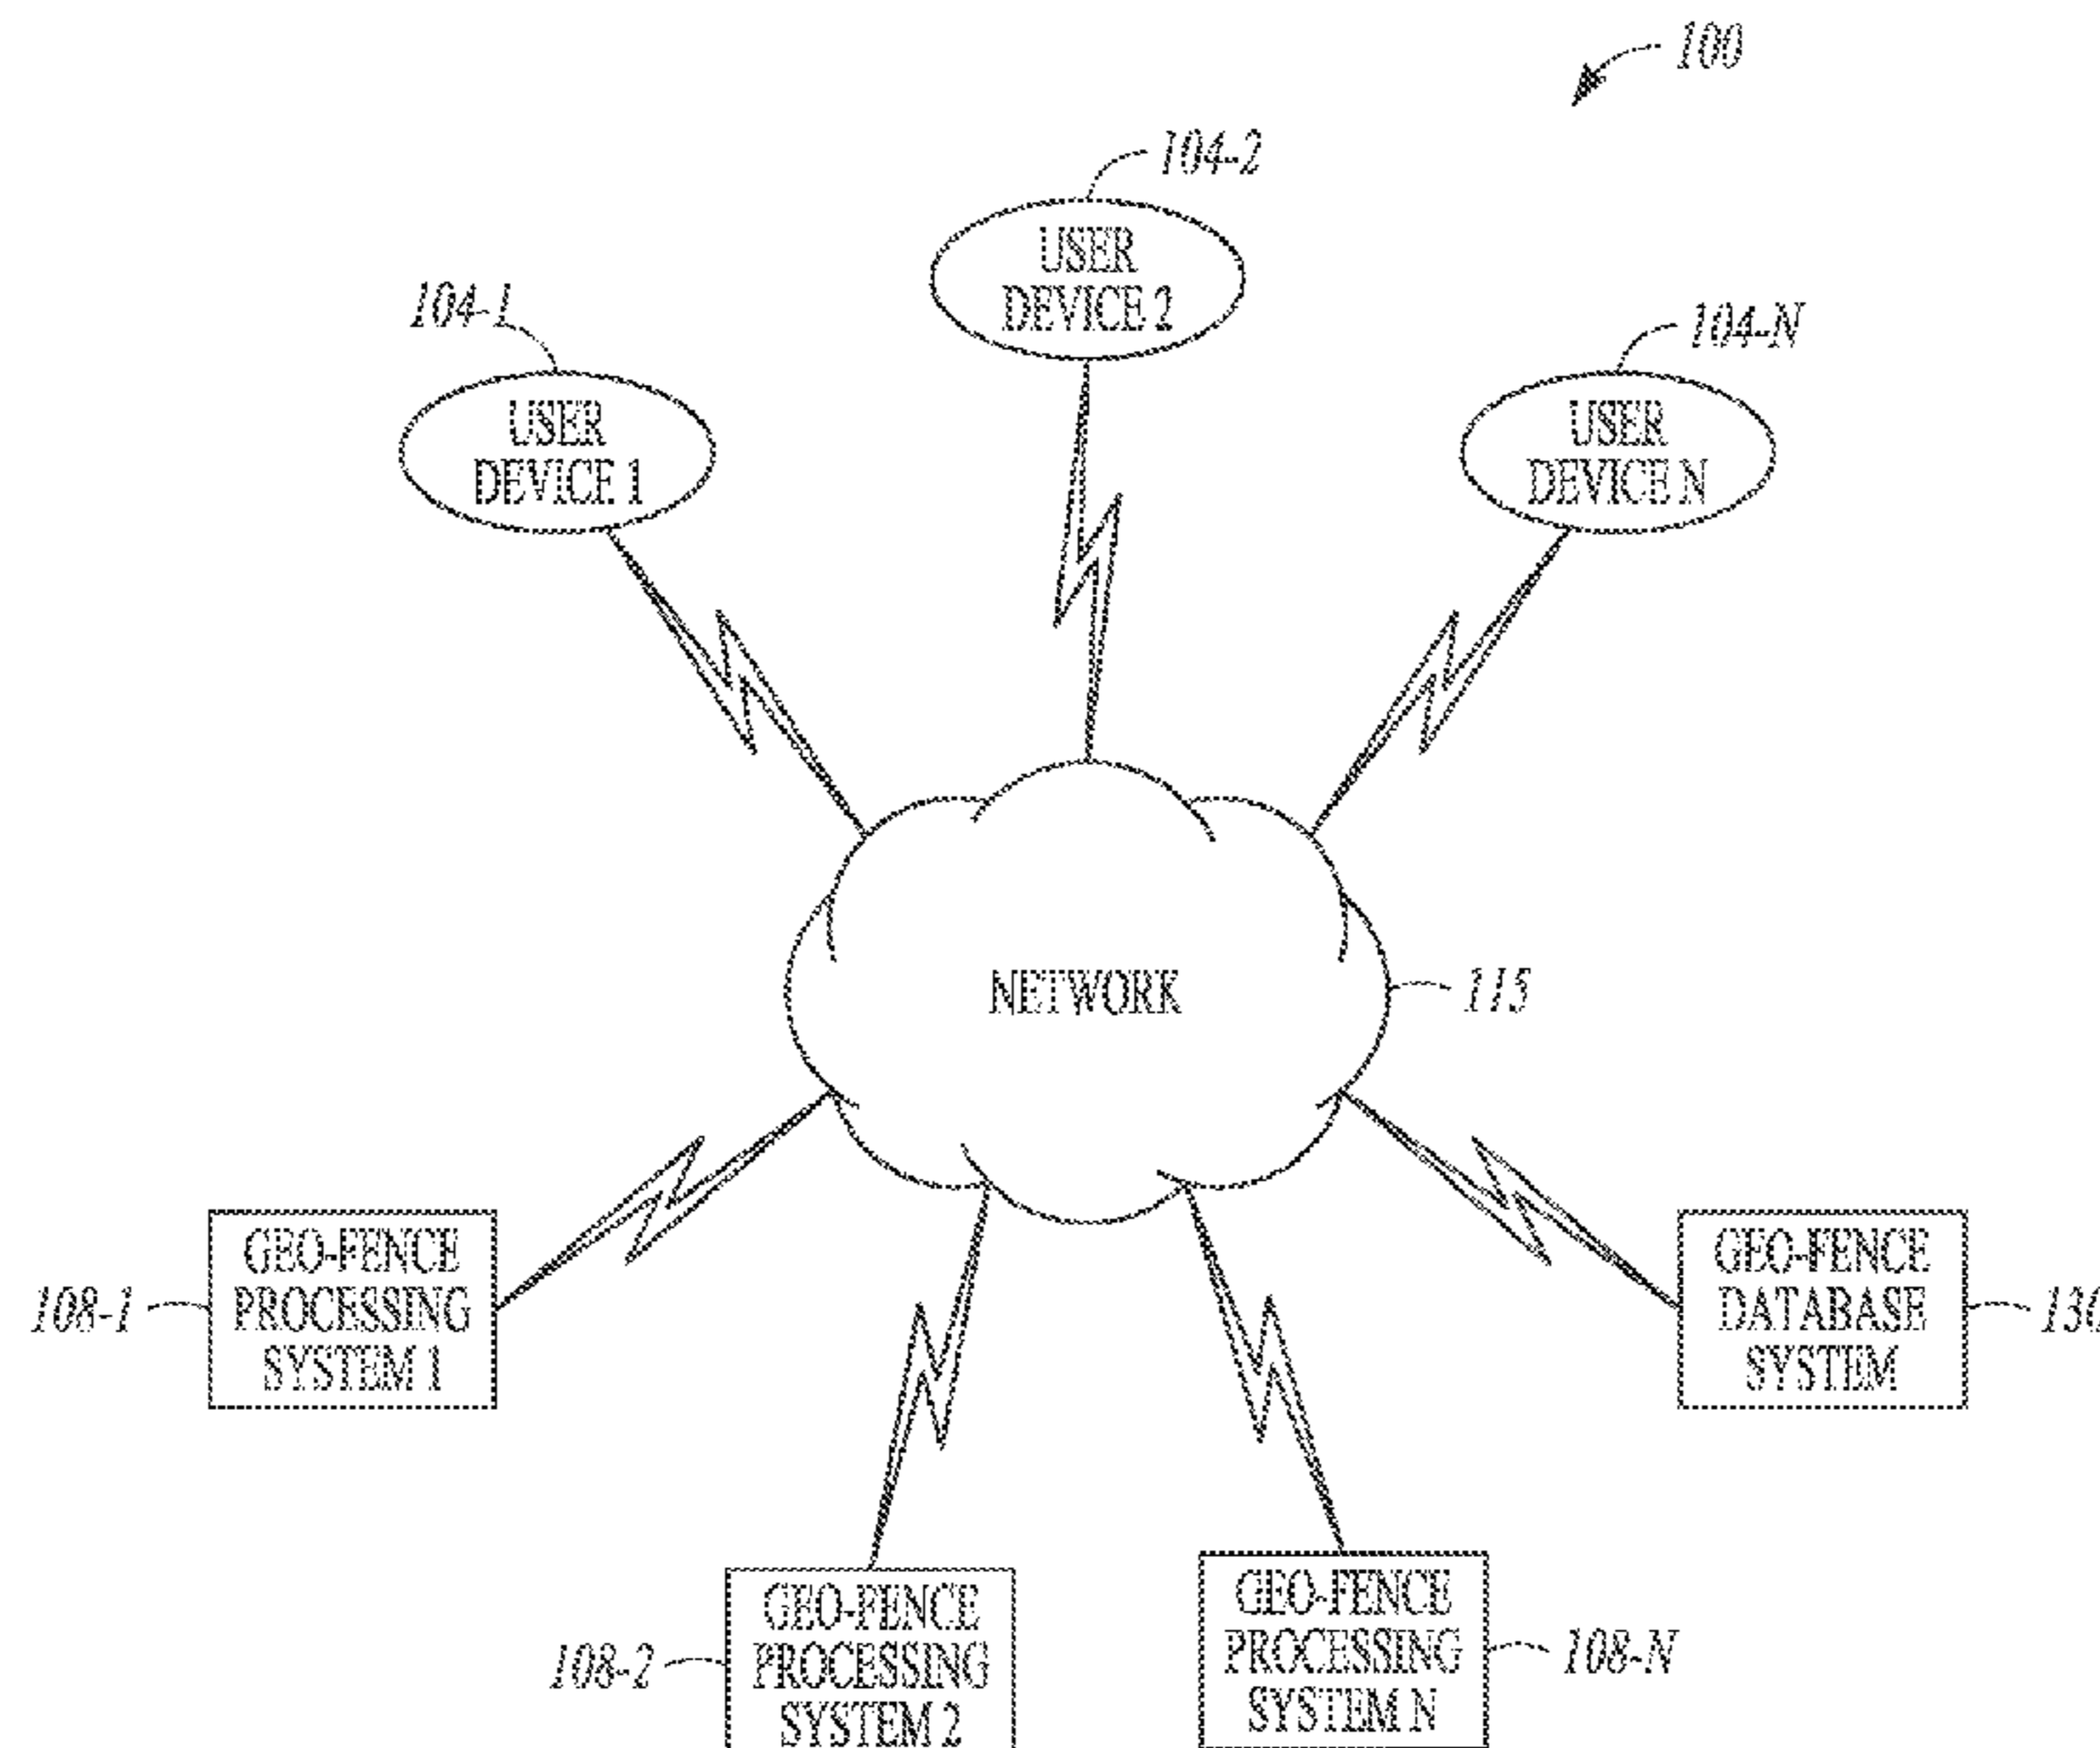 100
104-2
USER
DEVICE 2
104-1
USER
DEVICE 1
104-N
USER
DEVICE N
NETWORK
115
108-1
GEO-FENCE
PROCESSING
SYSTEM 1
GEO-FENCE
DATABASE
SYSTEM
130
108-2
GEO-FENCE
PROCESSING
SYSTEM 2
GEO-FENCE
PROCESSING
SYSTEM N
108-N